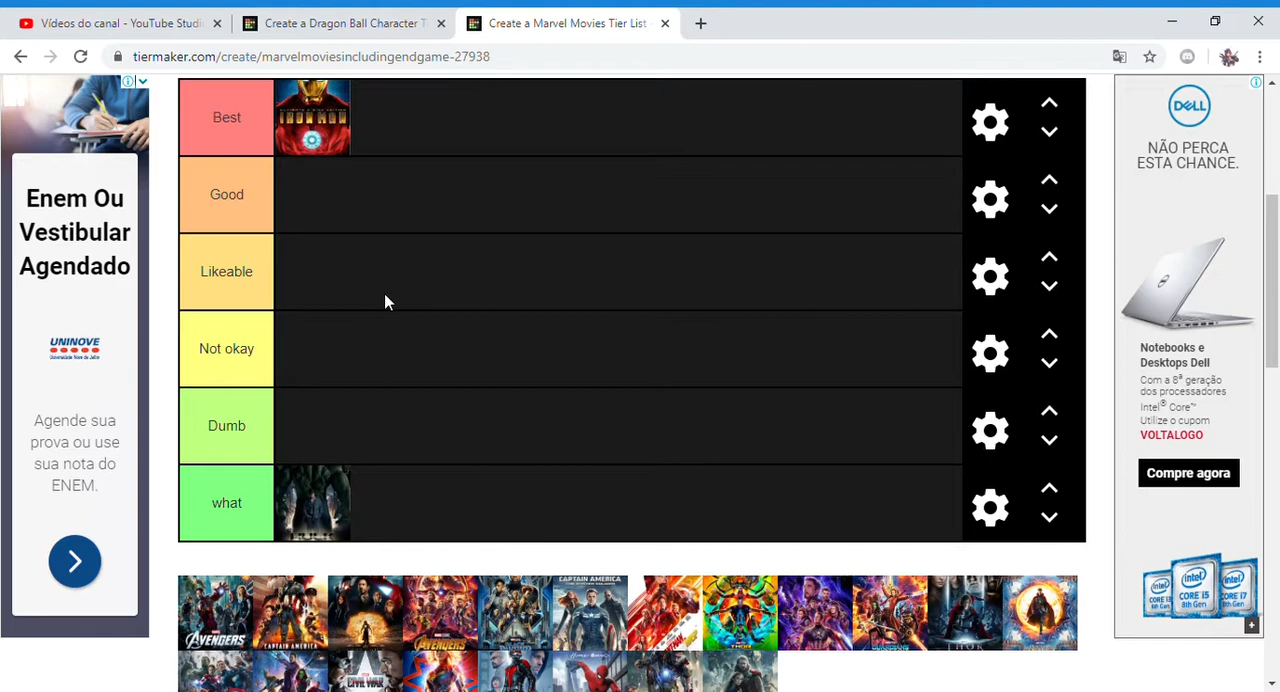 Vídeos do canal - YouTube Studi
Create a Dragon Ball Character T
Create a Marvel Movies Tier List
tiermaker.com/create/marvelmoviesincludingendgame-27938
Enem Ou
Vestibular
Agendado
UNINOVE
Agende sua
prova ou use
sua nota do
ENEM.
Best
IRON MAN
Good
Likeable
Not okay
Dumb
what
AVENGERS
CAPTAIN AMERICA
AVENGERS
CAPTAIN AMERICA
THOR
CIVIL WAR
DELL
NÃO PERCA
ESTA CHANCE.
Notebooks e
Desktops Dell
Com a 8ª geração
dos processadores
Intel® Core™
Utilize o cupom
VOLTALOGO
Compre agora